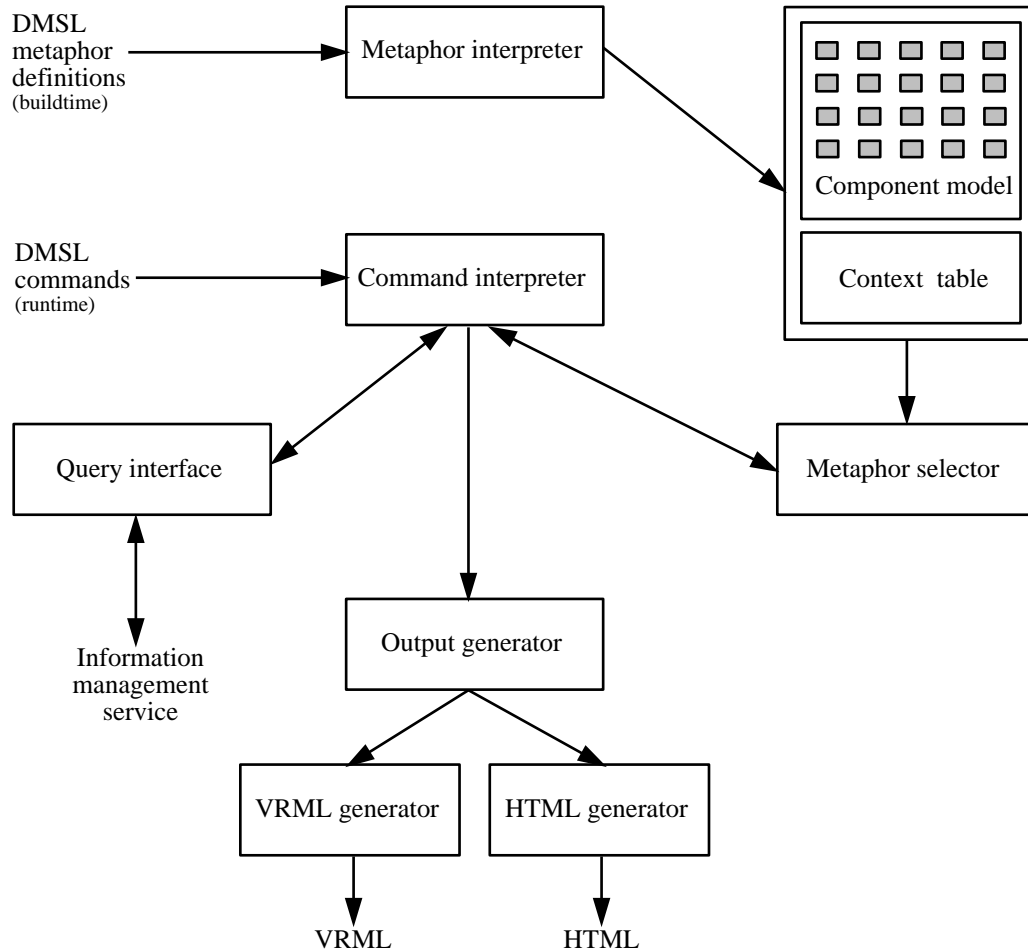 DMSL
metaphor
definitions
(buildtime)
Metaphor interpreter
Component model
Context table
DMSL
commands
(runtime)
Command interpreter
Query interface
Metaphor selector
Information
management
service
Output generator
VRML generator
HTML generator
VRML
HTML